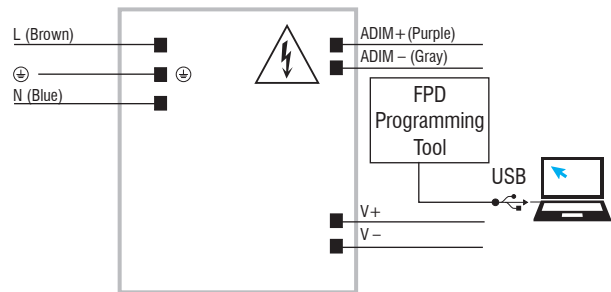 L (Brown)
N (Blue)
ADIM+(Purple)
ADIM – (Gray)
FPD
Programming
Tool
USB
V+
V –